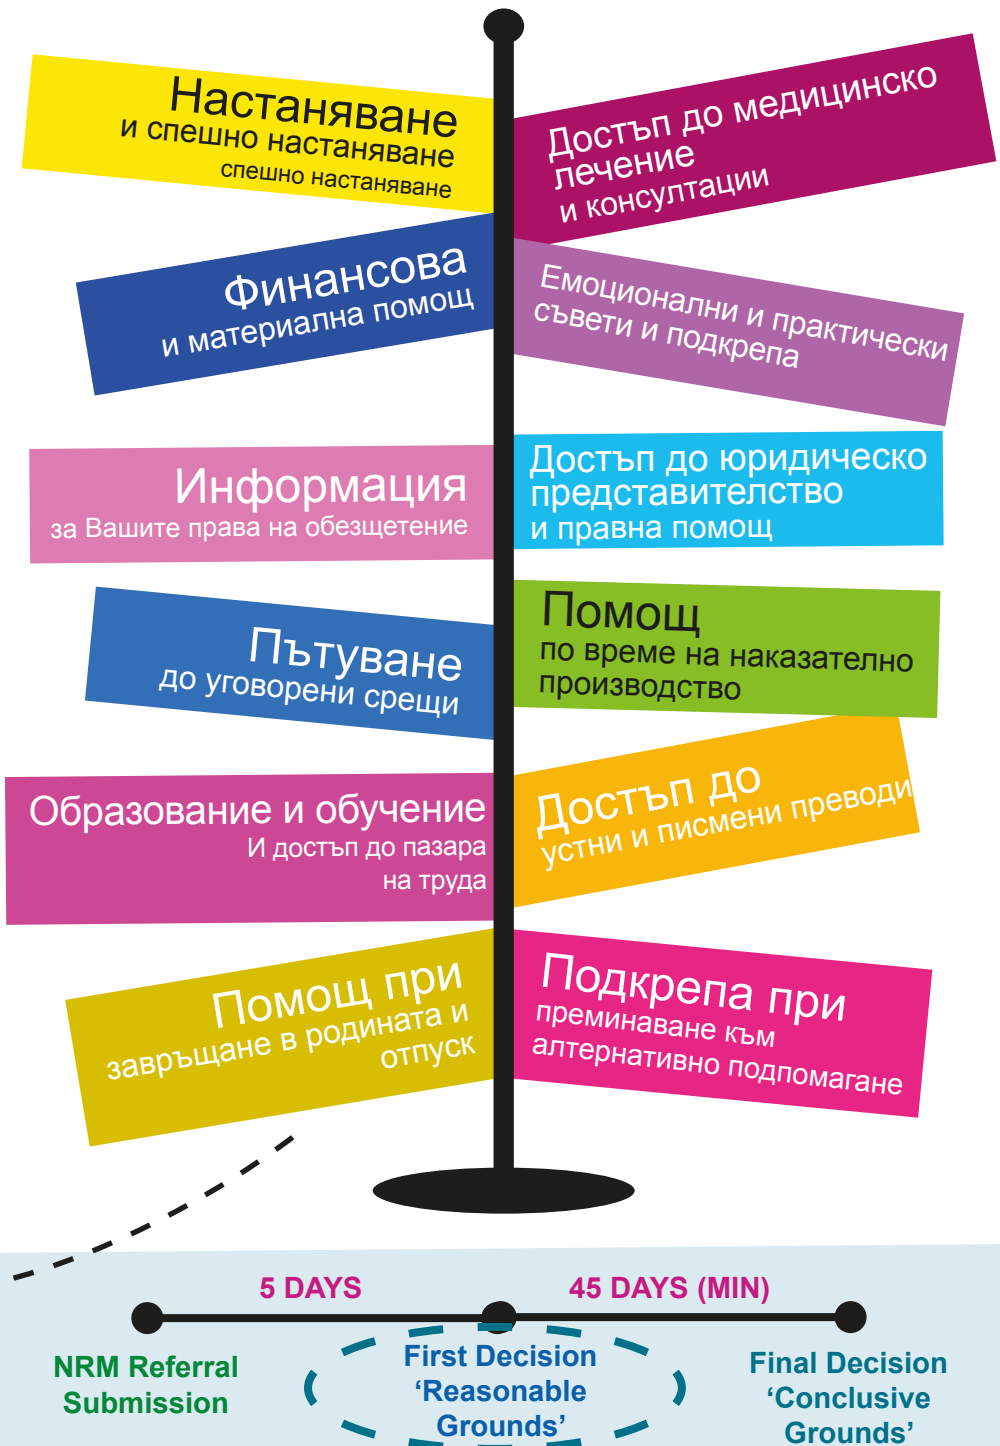 Настаняване
и спешно настаняване
спешно настаняване
Достъп до медицинско
лечение
и консултации
Финансова
и материална помощ
Емоционални и практически
съвети и подкрепа
Информация
за Вашите права на обезщетение
Достъп до юридическо
представителство
и правна помощ
Пътуване
до уговорени срещи
Помощ
по време на наказателно
производство
Образование и обучение
И достъп до пазара
на труда
Достъп до
устни и писмени преводи
Помощ при
завръщане в родината и
отпуск
Подкрепа при
преминаване към
алтернативно подпомагане
5 DAYS
45 DAYS (MIN)
NRM Referral
Submission
First Decision
‘Reasonable
Grounds’
Final Decision
‘Conclusive
Grounds’